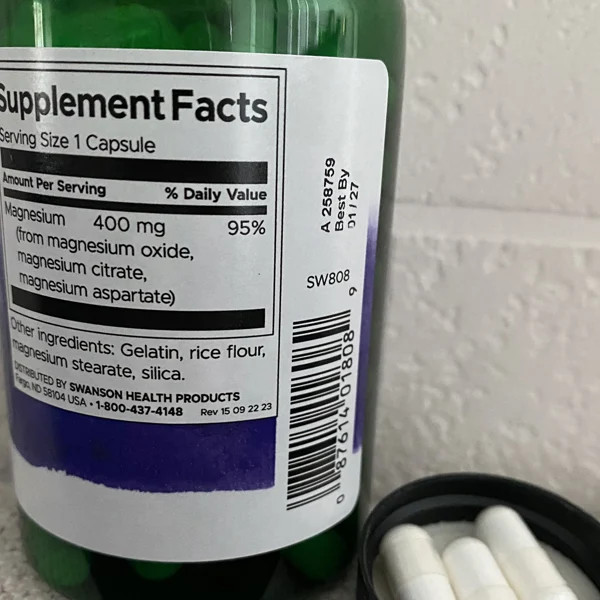 Supplement Facts
Serving Size 1 Capsule
Amount Per Serving % Daily Value
Magnesium 400 mg 95%
(from magnesium oxide,
magnesium citrate,
magnesium aspartate)
Other ingredients: Gelatin, rice flour,
magnesium stearate, silica.
DISTRIBUTED BY SWANSON HEALTH PRODUCTS
Fargo, ND 58104 USA • 1-800-437-4148 Rev 15 09 22 23
A 258759
Best By
01/27
SW808
0 87614 01808 9